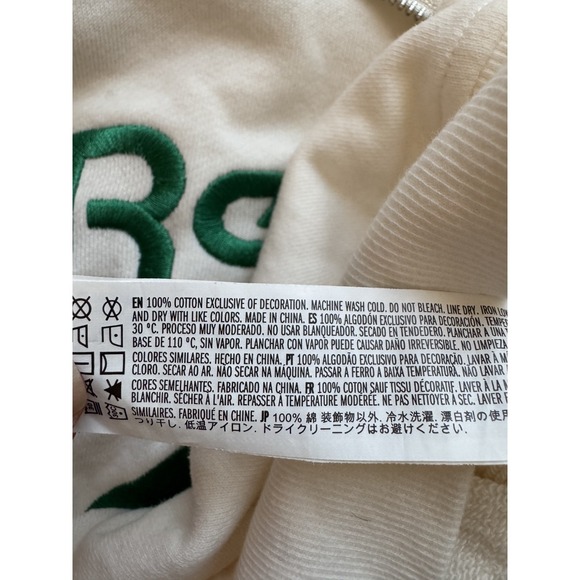 Re
EN 100% COTTON EXCLUSIVE OF DECORATION. MACHINE WASH COLD. DO NOT BLEACH. LINE DRY. IRON LOW
AND DRY WITH LIKE COLORS. MADE IN CHINA. ES 100% ALGODÓN EXCLUSIVO PARA DECORACIÓN.
30 ºC. PROCESO MUY MODERADO. NO USAR BLANQUEADOR. SECADO EN TENDEDERO. PLANCHAR A UNA
BASE DE 110 ºC, SIN VAPOR. PLANCHAR CON VAPOR PUEDE CAUSAR DAÑO IRREVERSIBLE. NO LIMPIEZA
COLORES SIMILARES. HECHO EN CHINA. PT 100% ALGODÃO EXCLUSIVO PARA DECORAÇÃO. LAVAR À
CLORO. SECAR AO AR. NÃO SECAR NA MÁQUINA. PASSAR A FERRO A BAIXA TEMPERATURA. NÃO
CORES SEMELHANTES. FABRICADO NA CHINA. FR 100% COTON SAUF TISSU DÉCORATIF. LAVER À LA
BLANCHIR. SÉCHER À L'AIR. REPASSER À TEMPÉRATURE MODÉRÉE. NE PAS NETTOYER À SEC. LAVER ET
SIMILAIRES. FABRIQUÉ EN CHINE. JP 100% 綿 装飾物以外. 冷水洗濯. 漂白剤の使用
つり干し. 低温アイロン. ドライクリーニングはお避けください.